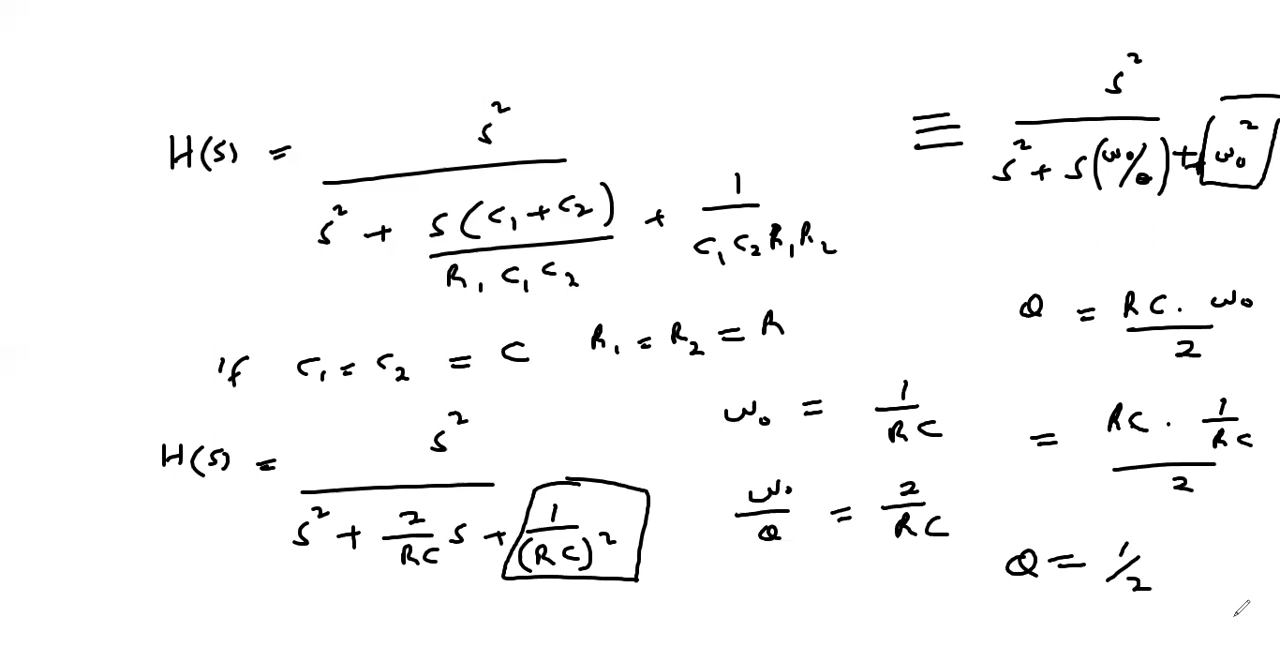 H(s) = s² / (s² + s(C₁ + C₂) / (R₁ C₁ C₂) + 1 / (C₁ C₂ R₁ R₂))
≡ s² / (s² + s(ω₀/Q) + ω₀²)
If C₁ = C₂ = C R₁ = R₂ = R
H(s) = s² / (s² + 2/RC s + 1/(RC)²)
ω₀ = 1/RC
ω₀/Q = 2/RC
Q = RC . ω₀ / 2
= RC . 1/RC / 2
Q = 1/2